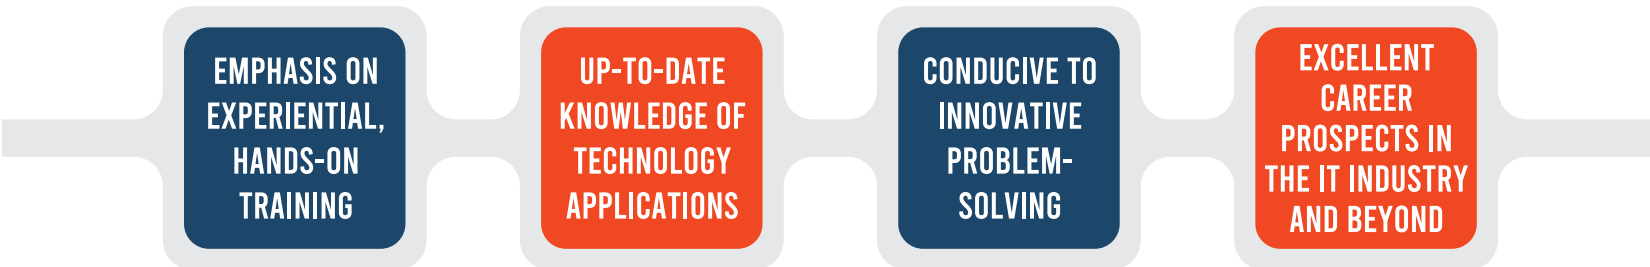 EMPHASIS ON
EXPERIENTIAL,
HANDS-ON
TRAINING
UP-TO-DATE
KNOWLEDGE OF
TECHNOLOGY
APPLICATIONS
CONDUCIVE TO
INNOVATIVE
PROBLEM-
SOLVING
EXCELLENT
CAREER
PROSPECTS IN
THE IT INDUSTRY
AND BEYOND